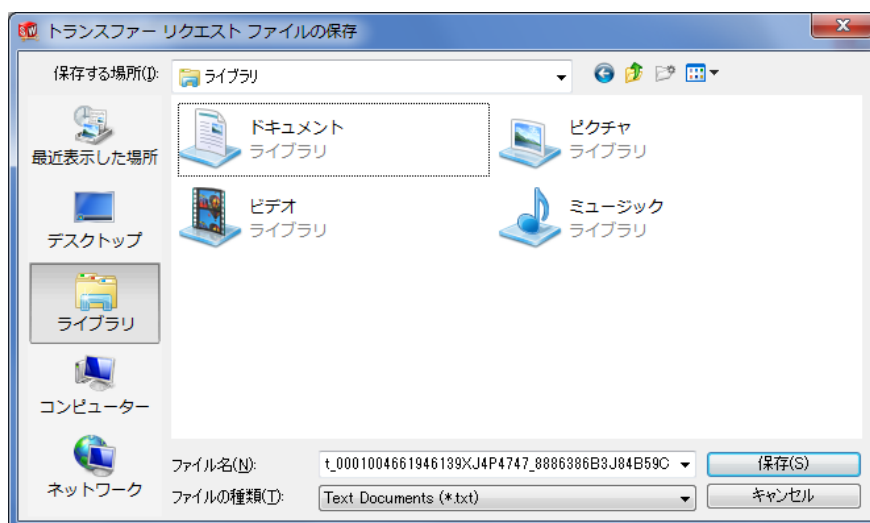 トランスファー リクエスト ファイルの保存
保存する場所(I): ライブラリ
最近表示した場所
デスクトップ
ライブラリ
コンピューター
ネットワーク
ドキュメント
ライブラリ
ピクチャ
ライブラリ
ビデオ
ライブラリ
ミュージック
ライブラリ
ファイル名(N): t_0001004661946139XJ4P4747_8886386B3J84B59C 保存(S)
ファイルの種類(T): Text Documents (*.txt) キャンセル